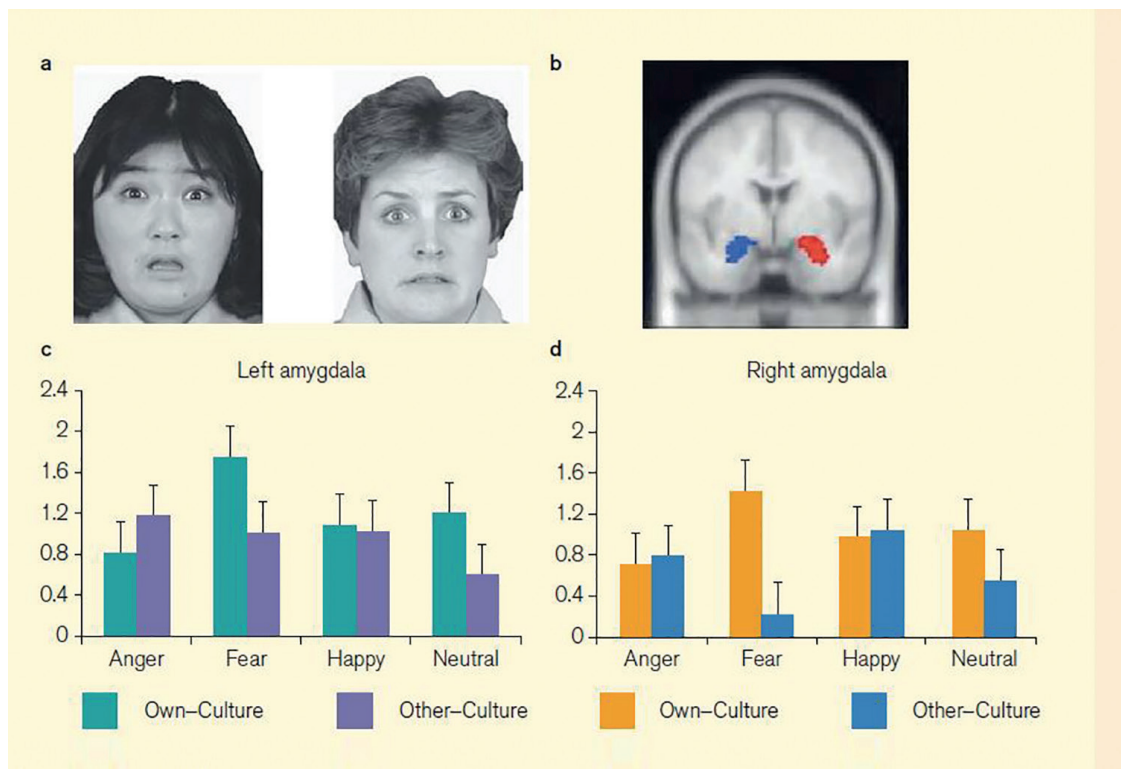 a
b
c
Left amygdala
2.4
2
1.6
1.2
0.8
0.4
0
Anger Fear Happy Neutral
Own–Culture Other–Culture
d
Right amygdala
2.4
2
1.6
1.2
0.8
0.4
0
Anger Fear Happy Neutral
Own–Culture Other–Culture